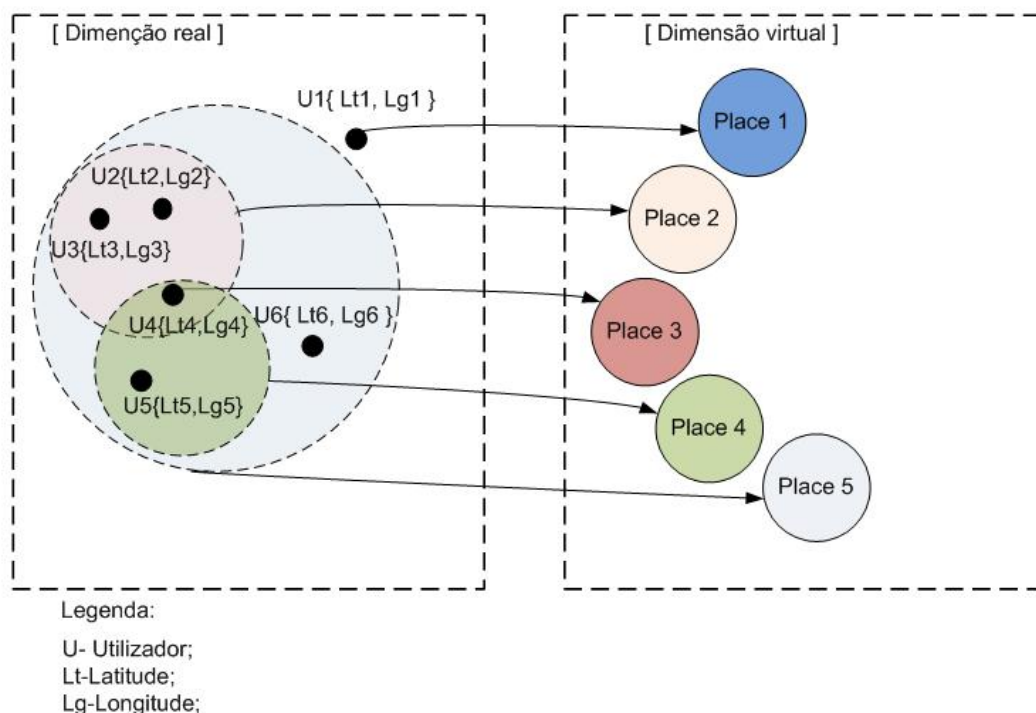 [ Dimenção real ]
[ Dimensão virtual ]
U1{ Lt1, Lg1 }
Place 1
U2{Lt2,Lg2}
Place 2
U3{Lt3,Lg3}
U4{Lt4,Lg4}
U6{ Lt6, Lg6 }
Place 3
U5{Lt5,Lg5}
Place 4
Place 5
Legenda:
U- Utilizador;
Lt-Latitude;
Lg-Longitude;